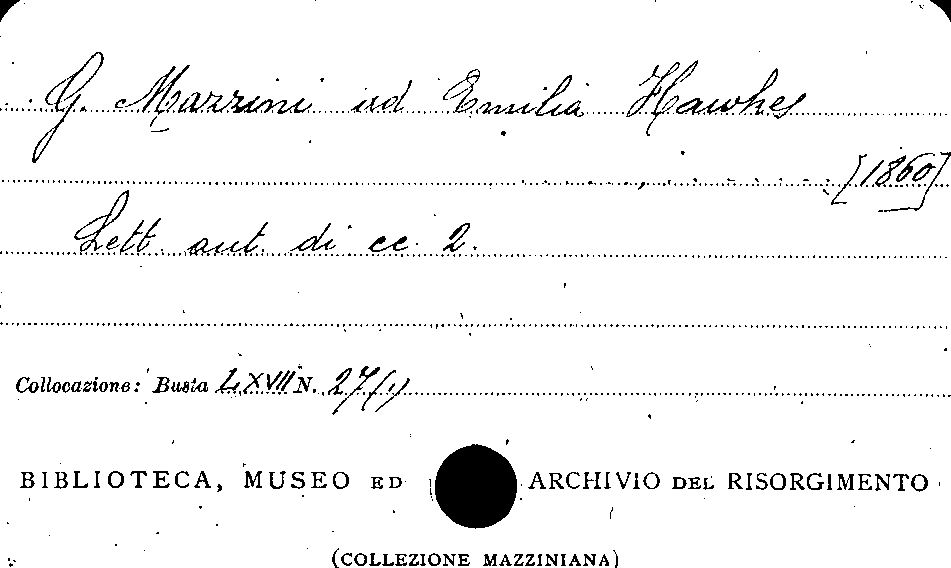 G. Mazzini ad Emilia Hawkes
[1860]
Lett. aut. di cc. 2.
Collocazione: Busta LXVIII N. 27(1)
BIBLIOTECA, MUSEO ED ARCHIVIO DEL RISORGIMENTO
(COLLEZIONE MAZZINIANA)